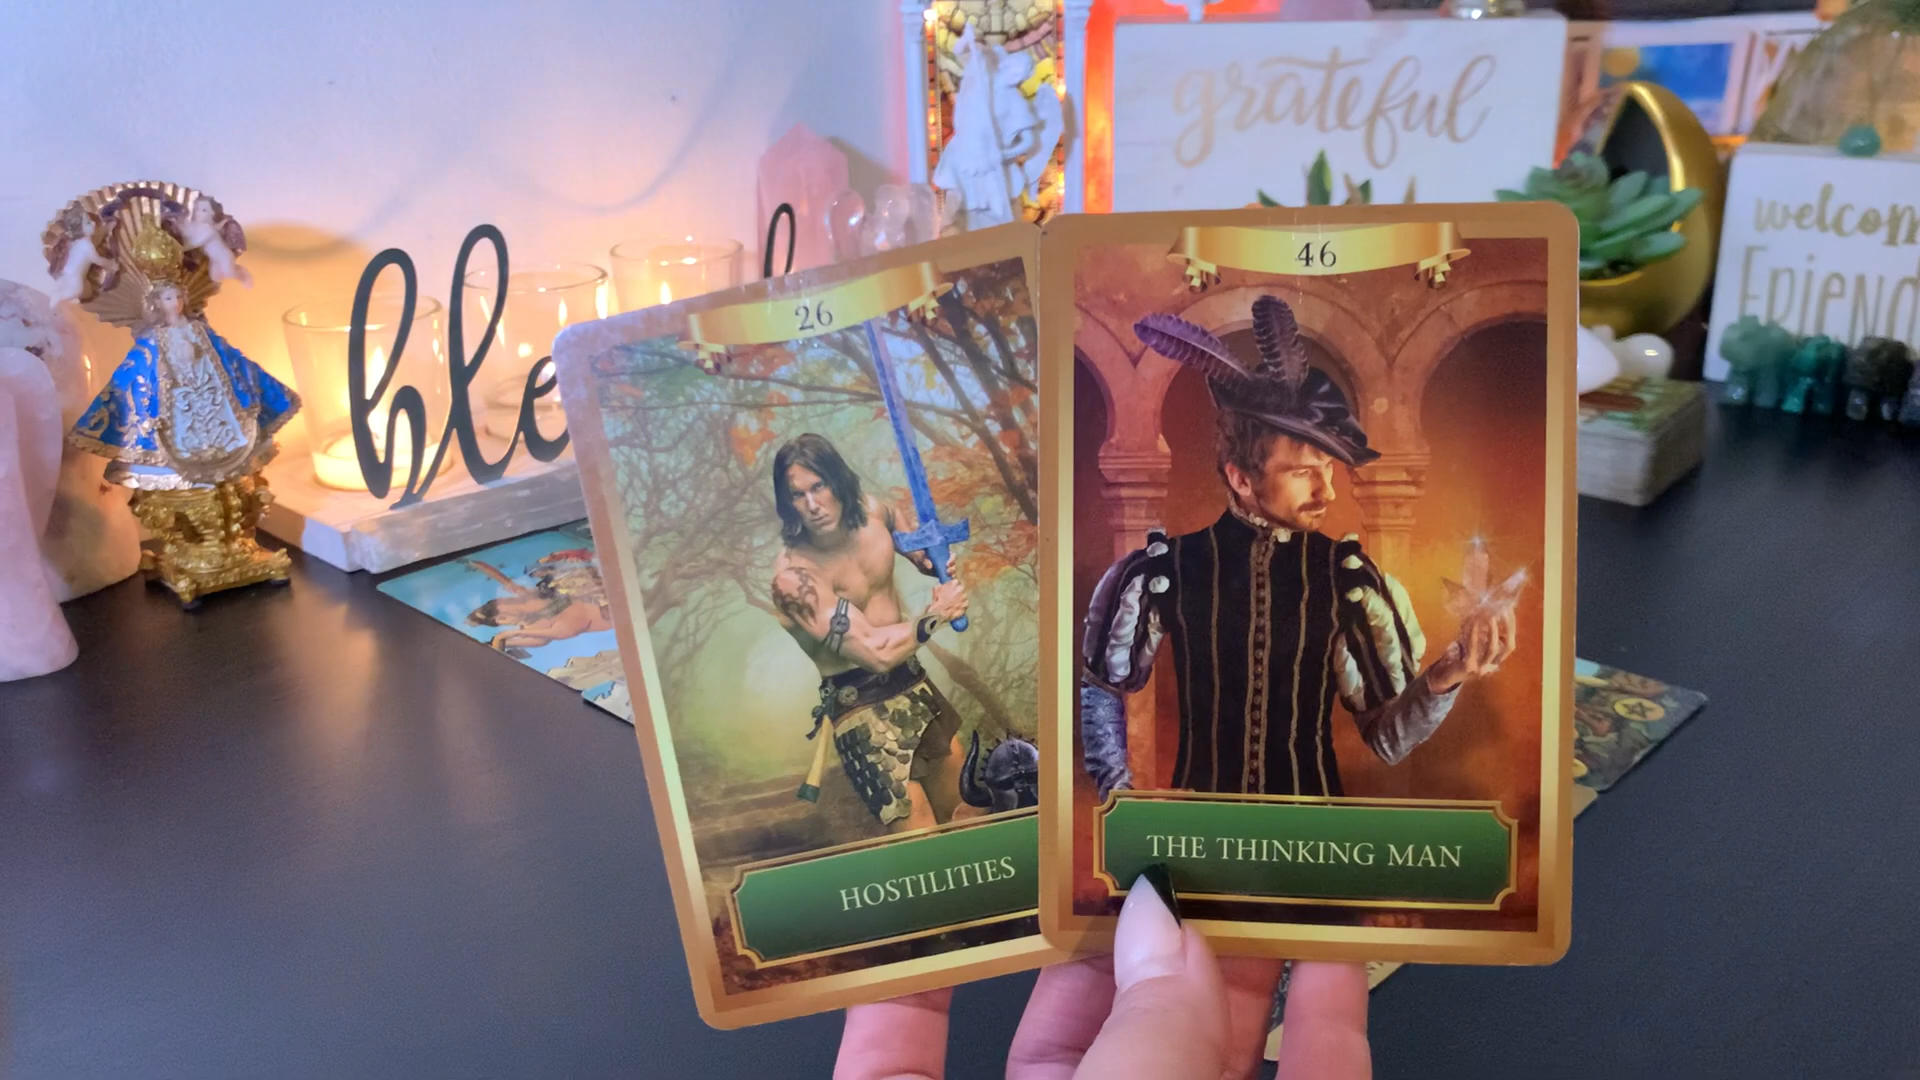 grateful
welcom
FRIEND
ble
26
HOSTILITIES
46
THE THINKING MAN